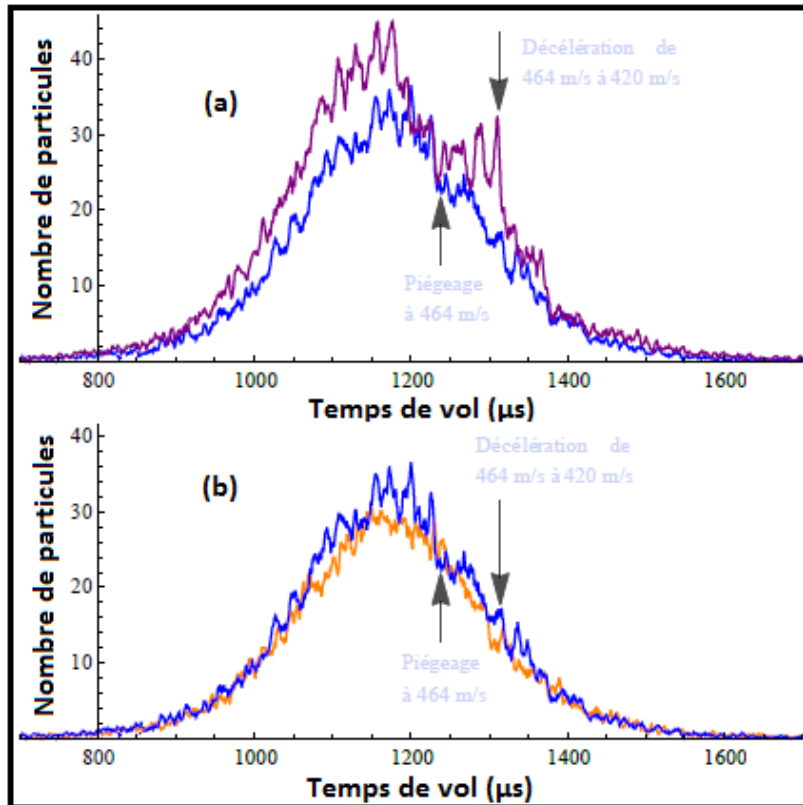 40
30
20
10
Nombre de particules
(a)
Décélération de
464 m/s à 420 m/s
Piégeage
à 464 m/s
800 1000 1200 1400 1600
Temps de vol (µs)
40
30
20
10
Nombre de particules
(b)
Décélération de
464 m/s à 420 m/s
Piégeage
à 464 m/s
800 1000 1200 1400 1600
Temps de vol (µs)